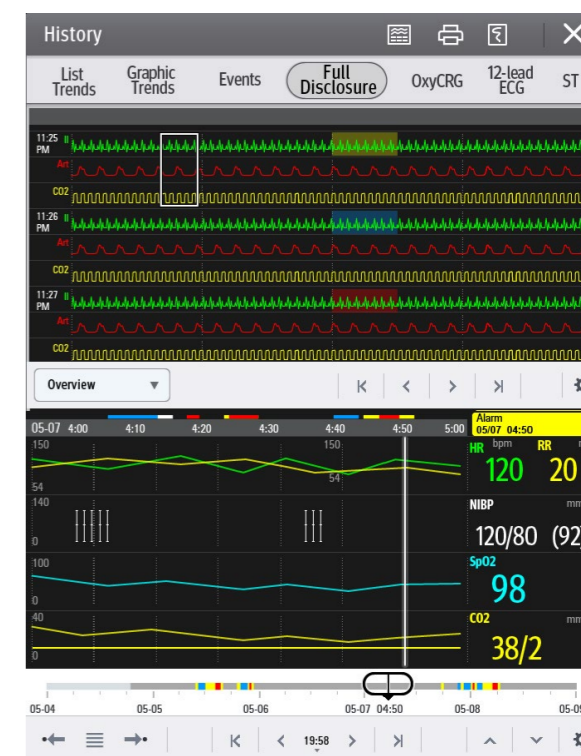 History
List Trends Graphic Trends Events Full Disclosure OxyCRG 12-lead ECG ST
11:25 PM II
Art
CO2
11:26 PM II
Art
CO2
11:27 PM II
Art
CO2
Overview
05-07 4:00 4:10 4:20 4:30 4:40 4:50 5:00 Alarm 05/07 04:50
150 150 HR bpm RR
54 54 120 20
140 NIBP mm
0 120/80 (92)
100 SpO2
0 98
40 CO2 mm
0 38/2
05-04 05-05 05-06 05-07 04:50 05-08 05-09
19:58